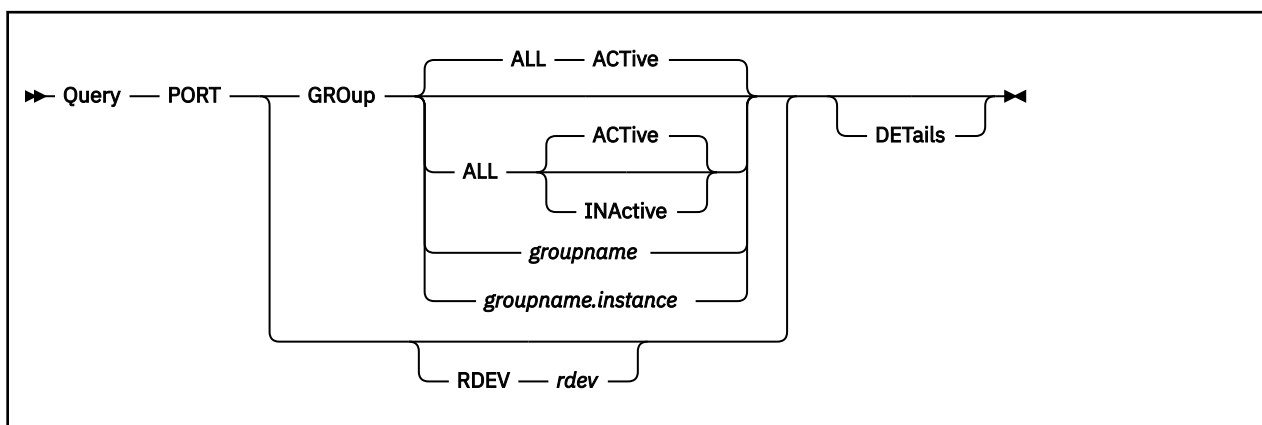 ALL ACTive
Query PORT GROup
ACTive
DETails
ALL
INActive
groupname
groupname.instance
RDEV rdev